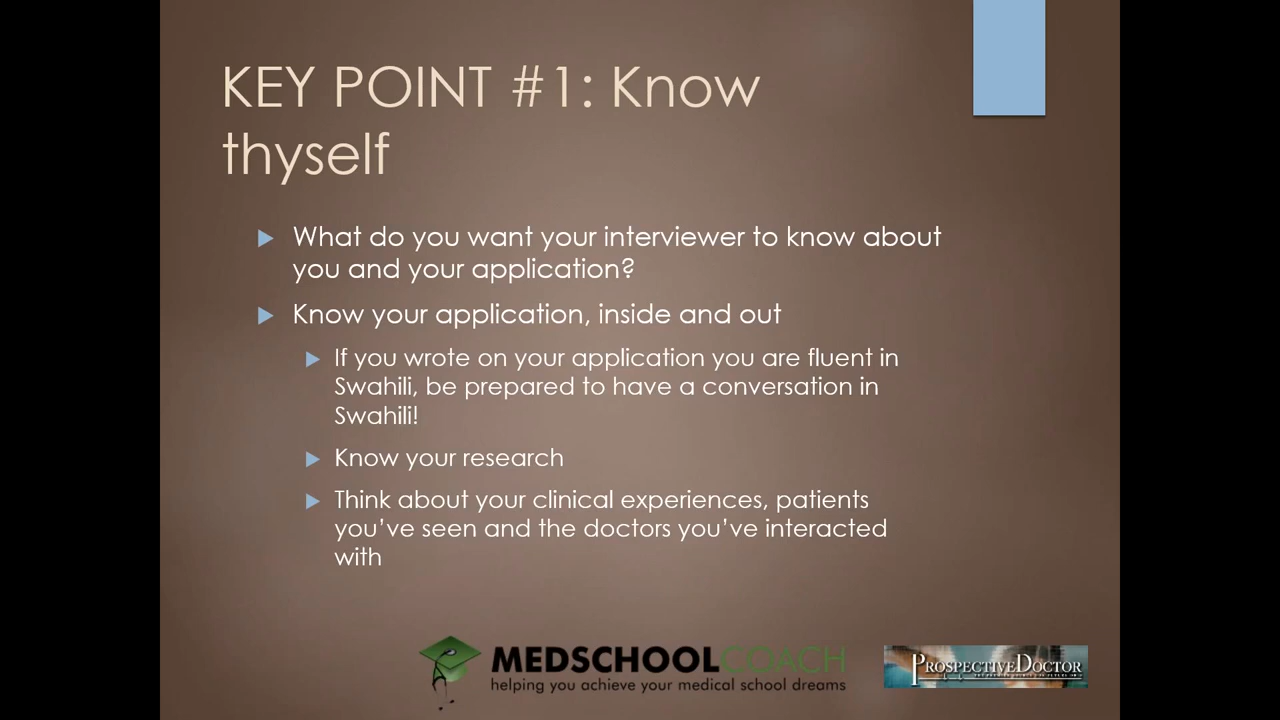 KEY POINT #1: Know
thyself
What do you want your interviewer to know about
you and your application?
Know your application, inside and out
If you wrote on your application you are fluent in
Swahili, be prepared to have a conversation in
Swahili!
Know your research
Think about your clinical experiences, patients
you’ve seen and the doctors you’ve interacted
with
MEDSCHOOLCOACH
helping you achieve your medical school dreams
PROSPECTIVEDOCTOR